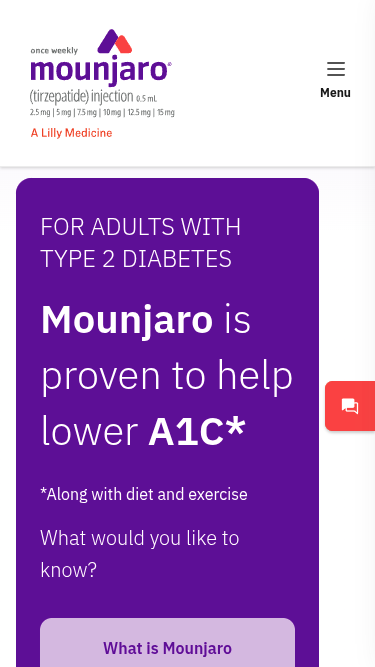 once weekly
mounjaro®
(tirzepatide) injection 0.5 mL
2.5 mg | 5 mg | 7.5 mg | 10 mg | 12.5 mg | 15 mg
A Lilly Medicine
Menu
FOR ADULTS WITH
TYPE 2 DIABETES
Mounjaro is
proven to help
lower A1C*
*Along with diet and exercise
What would you like to
know?
What is Mounjaro